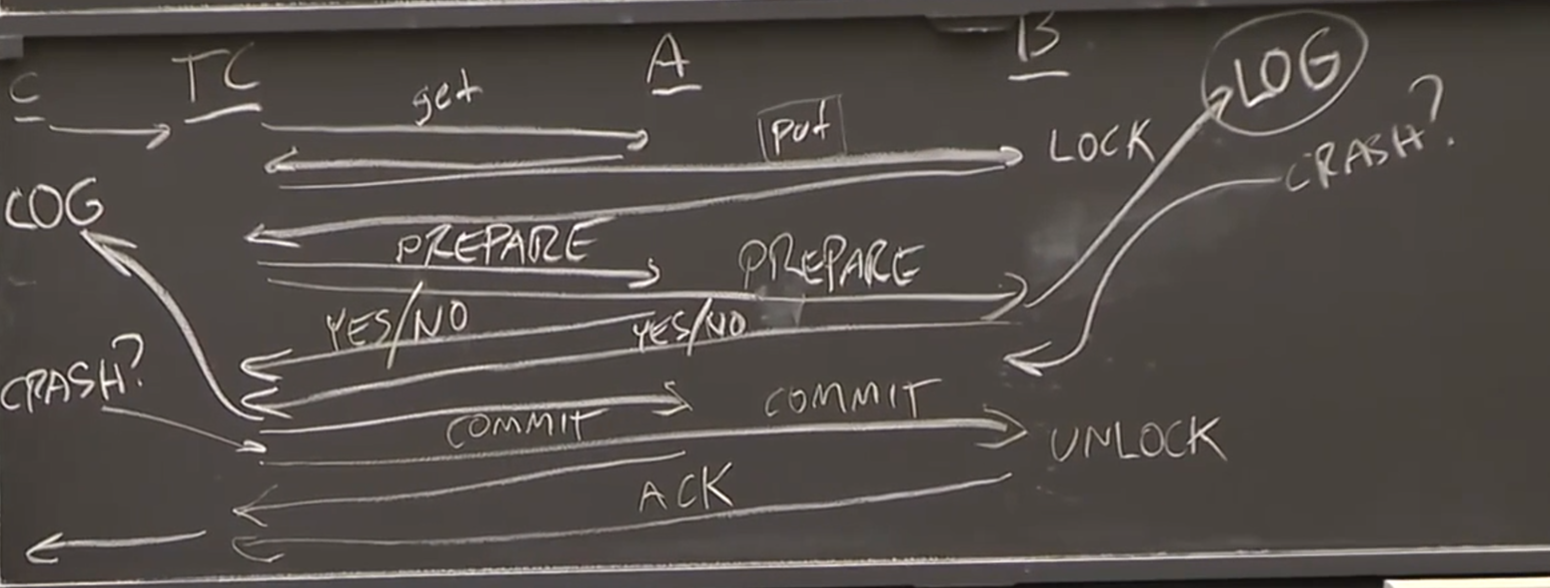 C TC A B LOG
get
put LOCK CRASH?
LOG
PREPARE PREPARE
YES/NO YES/NO
CRASH?
COMMIT COMMIT
UNLOCK
ACK